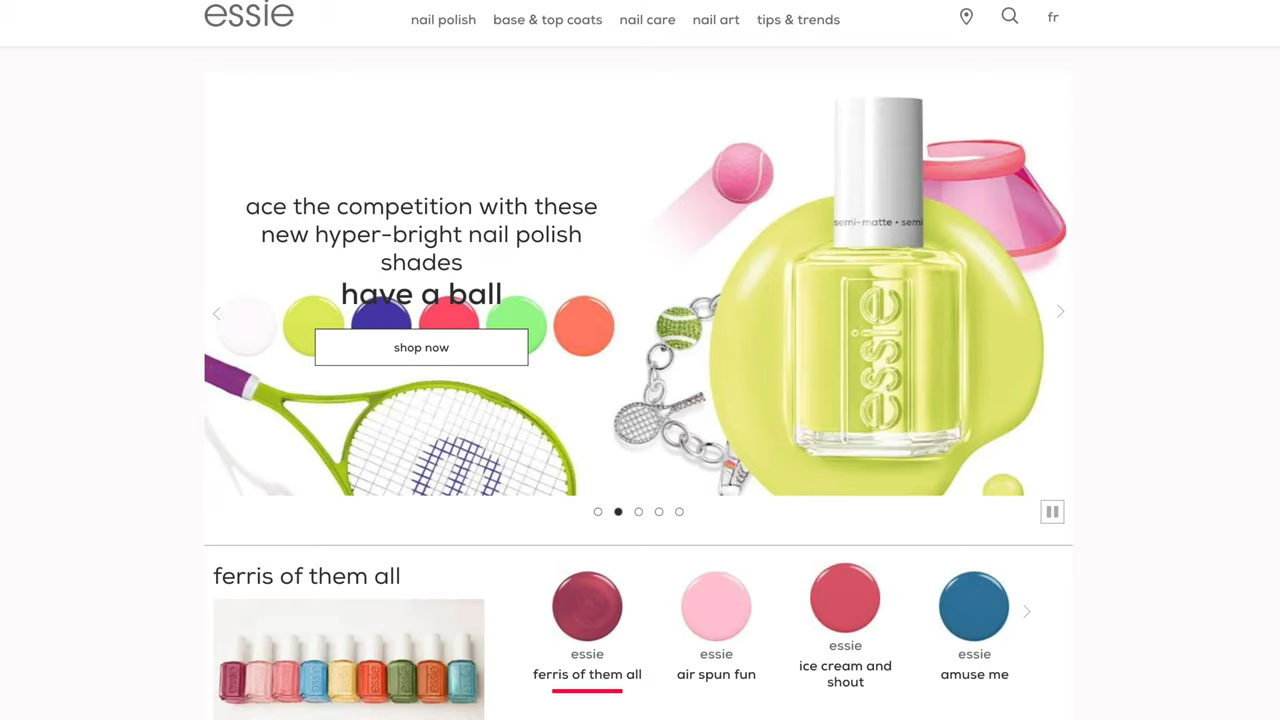 essie
nail polish
base & top coats
nail care
nail art
tips & trends
fr
ace the competition with these
new hyper-bright nail polish
shades
have a ball
shop now
semi-matte • semi
essie
ferris of them all
essie
ferris of them all
essie
air spun fun
essie
ice cream and
shout
essie
amuse me